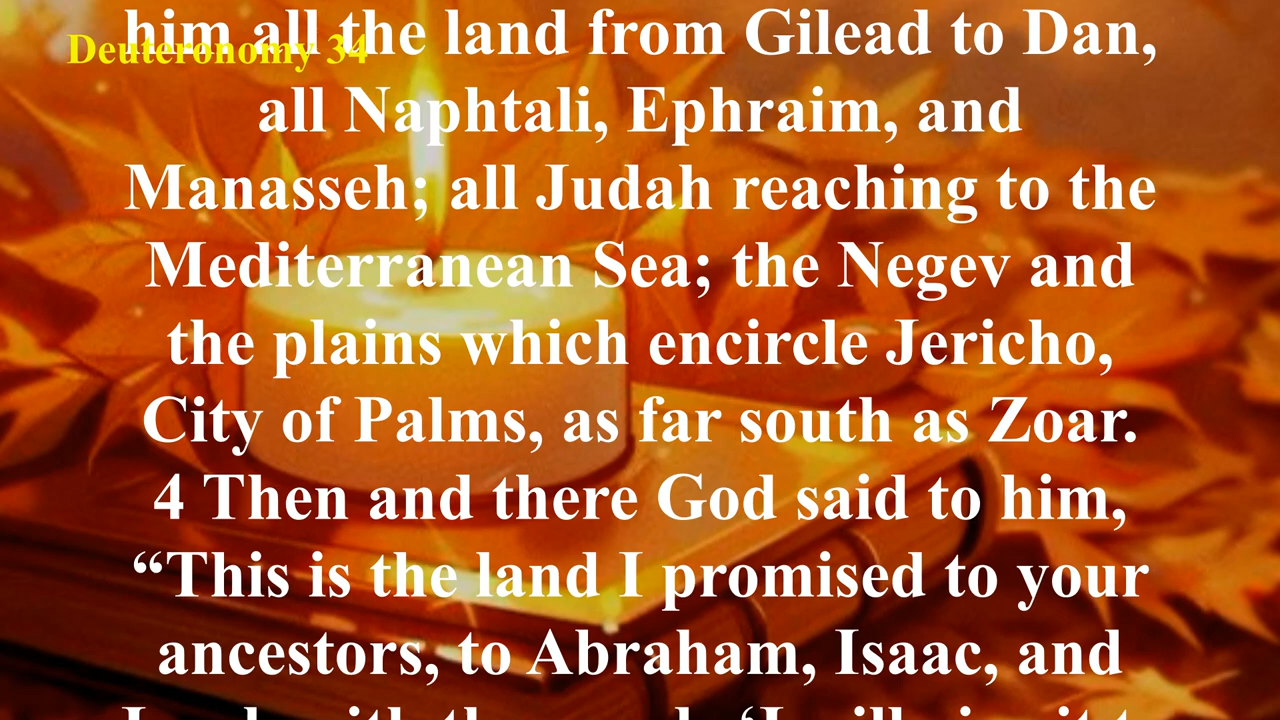 Deuteronomy 34
him all the land from Gilead to Dan,
all Naphtali, Ephraim, and
Manasseh; all Judah reaching to the
Mediterranean Sea; the Negev and
the plains which encircle Jericho,
City of Palms, as far south as Zoar.
4 Then and there God said to him,
“This is the land I promised to your
ancestors, to Abraham, Isaac, and